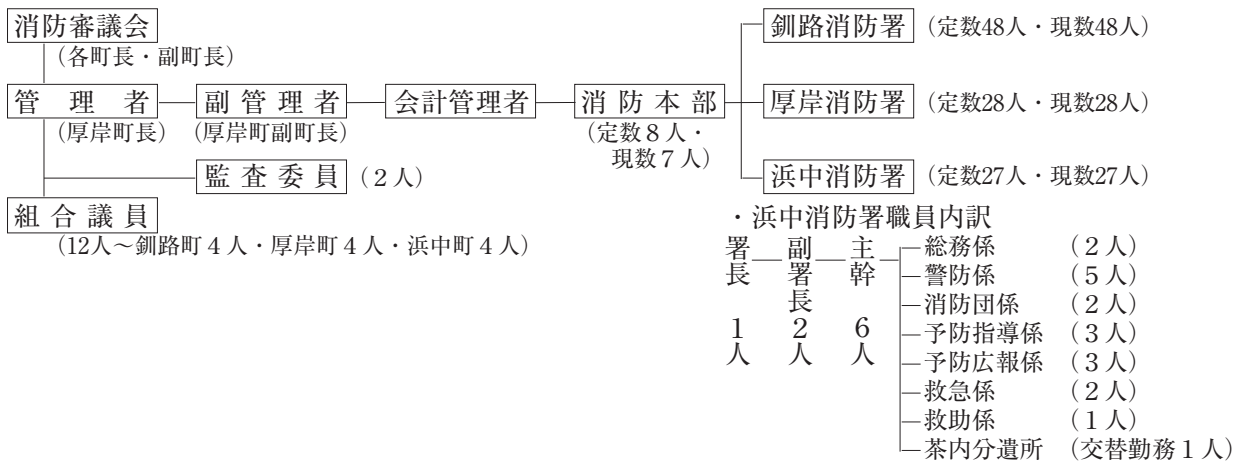 消防審議会
(各町長・副町長)
管理者
(厚岸町長)
副管理者
(厚岸町副町長)
会計管理者
消防本部
(定数8人・
現数7人)
釧路消防署 (定数48人・現数48人)
厚岸消防署 (定数28人・現数28人)
浜中消防署 (定数27人・現数27人)
監査委員 (2人)
組合議員
(12人～釧路町4人・厚岸町4人・浜中町4人)
・浜中消防署職員内訳
署長 1人
副署長 2人
主幹 6人
総務係 (2人)
警防係 (5人)
消防団係 (2人)
予防指導係 (3人)
予防広報係 (3人)
救急係 (2人)
救助係 (1人)
茶内分遣所 (交替勤務1人)